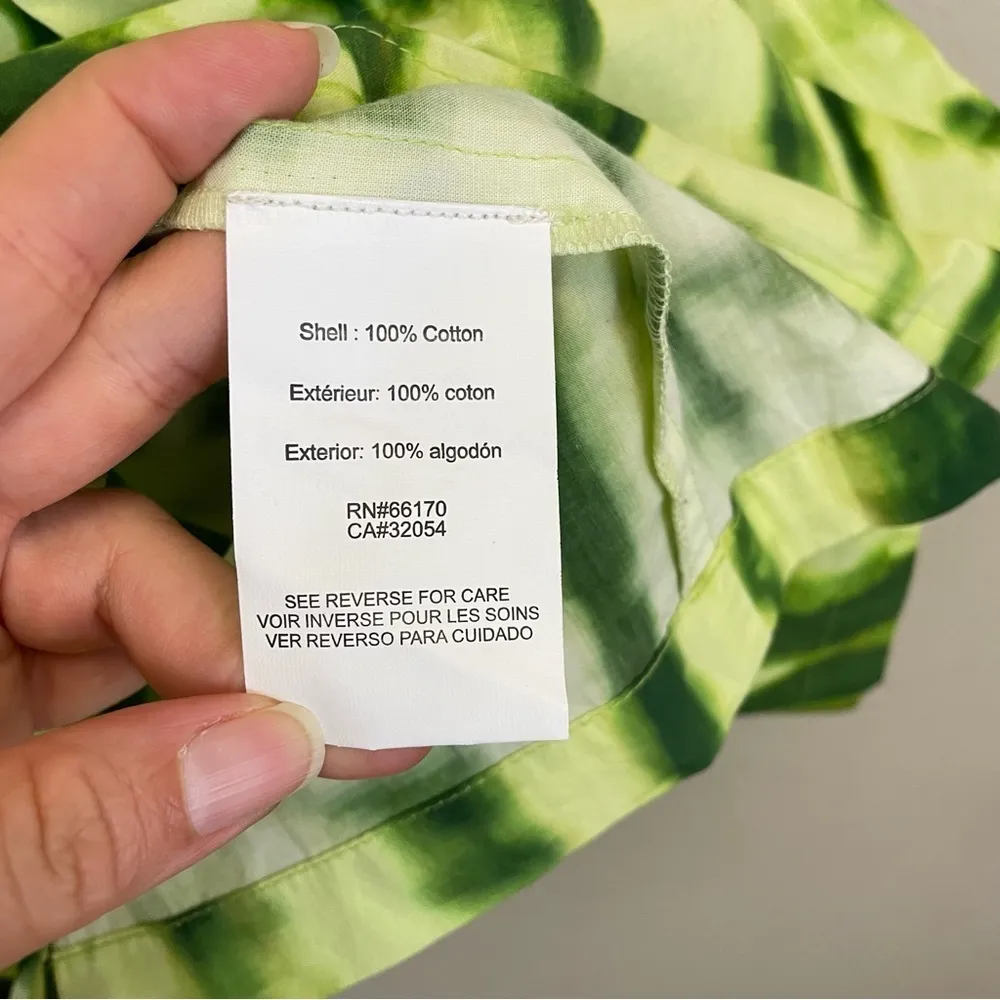 Shell : 100% Cotton
Extérieur: 100% coton
Exterior: 100% algodón
RN#66170
CA#32054
SEE REVERSE FOR CARE
VOIR INVERSE POUR LES SOINS
VER REVERSO PARA CUIDADO